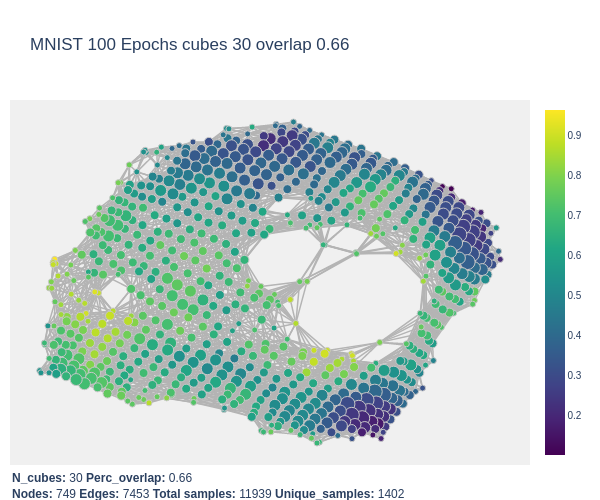 MNIST 100 Epochs cubes 30 overlap 0.66
0.9
0.8
0.7
0.6
0.5
0.4
0.3
0.2
N_cubes: 30 Perc_overlap: 0.66
Nodes: 749 Edges: 7453 Total samples: 11939 Unique_samples: 1402